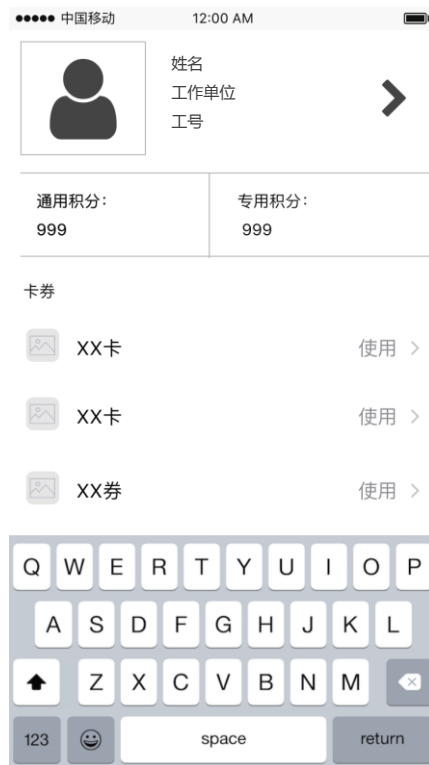 中国移动 12:00 AM
姓名
工作单位
工号
通用积分: 专用积分:
999 999
卡券
XX卡 使用
XX卡 使用
XX券 使用
Q W E R T Y U I O P
A S D F G H J K L
Z X C V B N M
123 space return